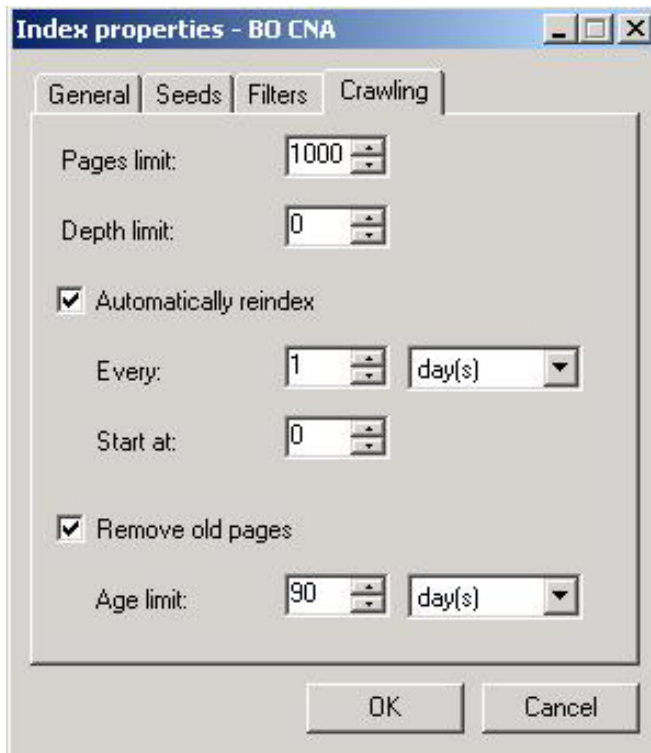 Index properties - BO CNA
General Seeds Filters Crawling
Pages limit: 1000
Depth limit: 0
Automatically reindex
Every: 1 day(s)
Start at: 0
Remove old pages
Age limit: 90 day(s)
OK Cancel